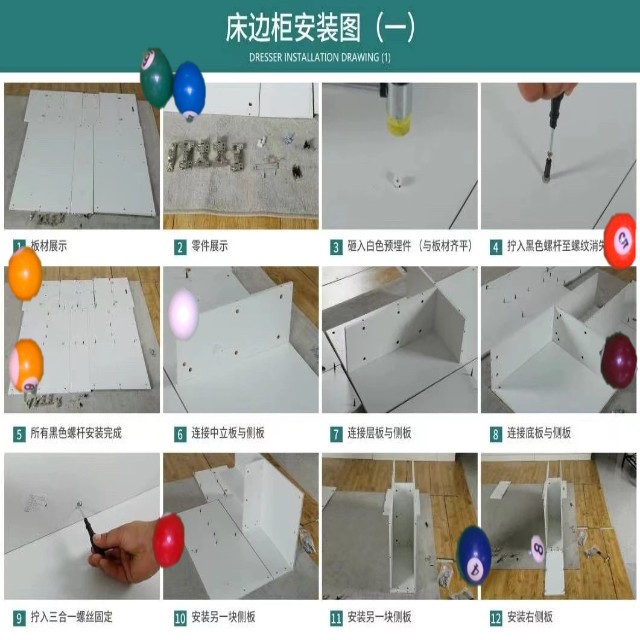 床边柜安装图（一）
DRESSER INSTALLATION DRAWING (1)
1 板材展示
2 零件展示
3 砸入白色预埋件（与板材齐平）
4 拧入黑色螺杆至螺纹消失
5 所有黑色螺杆安装完成
6 连接中立板与侧板
7 连接层板与侧板
8 连接底板与侧板
9 拧入三合一螺丝固定
10 安装另一块侧板
11 安装另一块侧板
12 安装右侧板